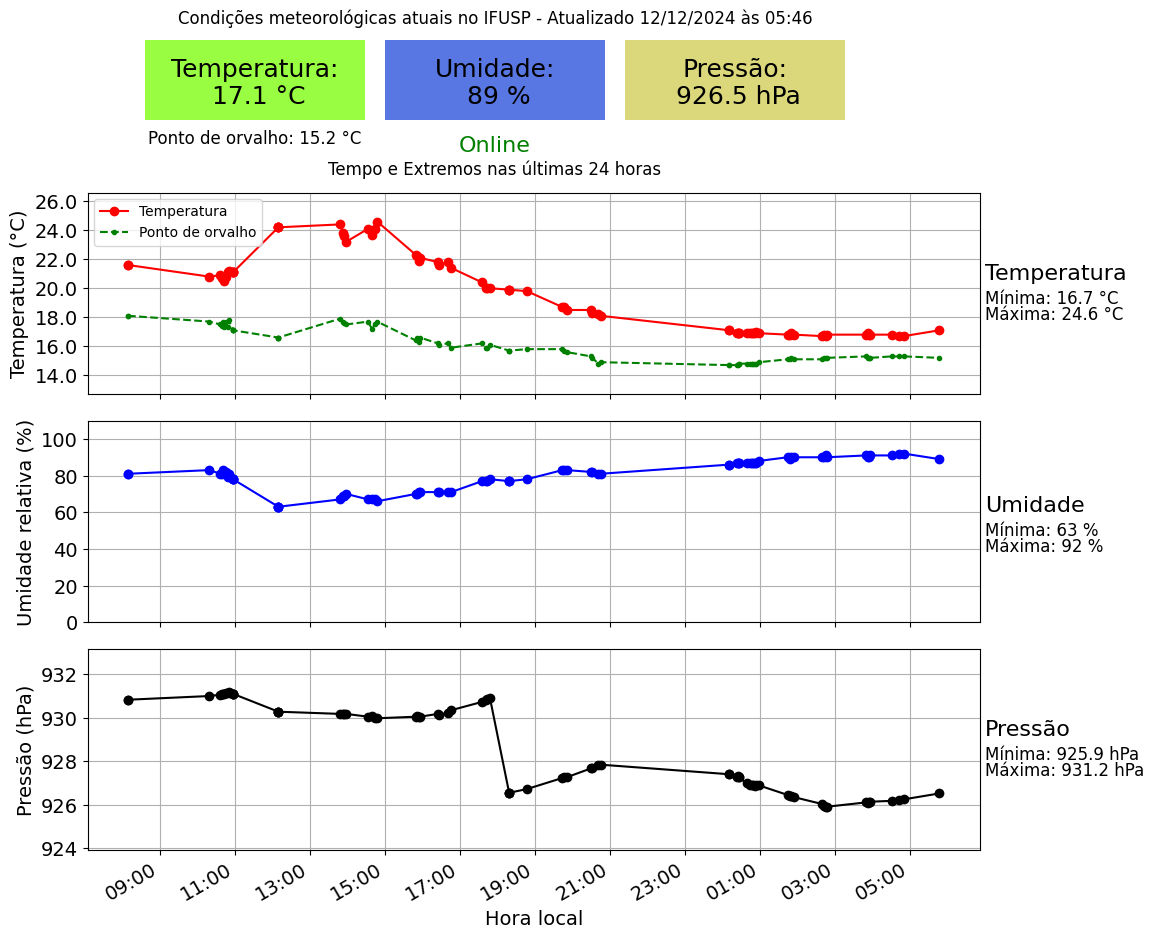 Condições meteorológicas atuais no IFUSP - Atualizado 12/12/2024 às 05:46
Temperatura:
17.1 °C
Umidade:
89 %
Pressão:
926.5 hPa
Ponto de orvalho: 15.2 °C
Online
Tempo e Extremos nas últimas 24 horas
Temperatura (°C)
26.0
24.0
22.0
20.0
18.0
16.0
14.0
Temperatura
Ponto de orvalho
Temperatura
Mínima: 16.7 °C
Máxima: 24.6 °C
Umidade relativa (%)
100
80
60
40
20
0
Umidade
Mínima: 63 %
Máxima: 92 %
Pressão (hPa)
932
930
928
926
924
Pressão
Mínima: 925.9 hPa
Máxima: 931.2 hPa
09:00 11:00 13:00 15:00 17:00 19:00 21:00 23:00 01:00 03:00 05:00
Hora local